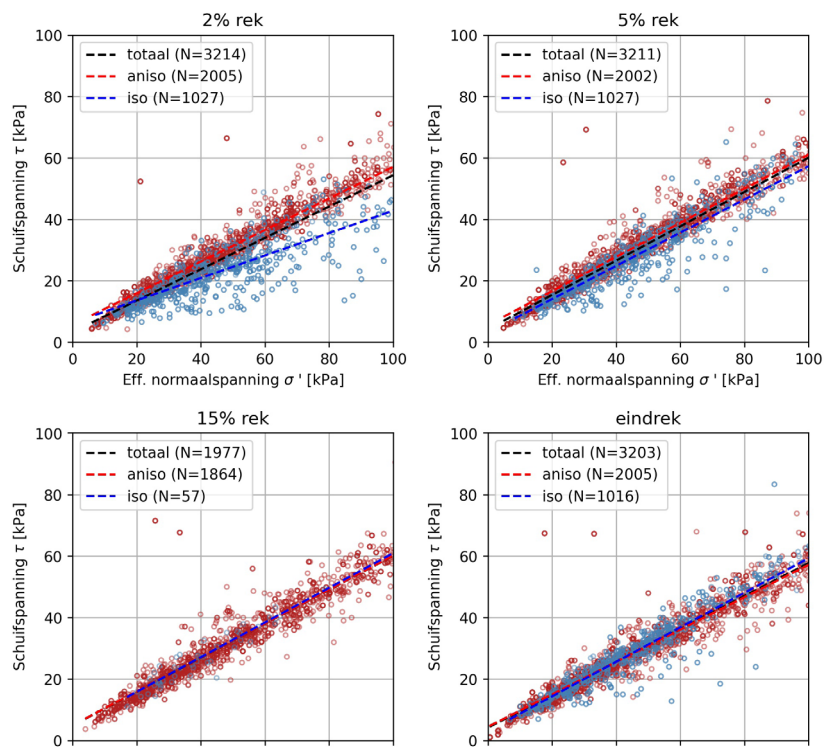 2% rek
100
80
60
40
20
0
Schuifspanning τ [kPa]
totaal (N=3214)
aniso (N=2005)
iso (N=1027)
0 20 40 60 80 100
Eff. normaalspanning σ ' [kPa]
5% rek
100
80
60
40
20
0
Schuifspanning τ [kPa]
totaal (N=3211)
aniso (N=2002)
iso (N=1027)
0 20 40 60 80 100
Eff. normaalspanning σ ' [kPa]
15% rek
100
80
60
40
20
0
Schuifspanning τ [kPa]
totaal (N=1977)
aniso (N=1864)
iso (N=57)
eindrek
100
80
60
40
20
0
Schuifspanning τ [kPa]
totaal (N=3203)
aniso (N=2005)
iso (N=1016)